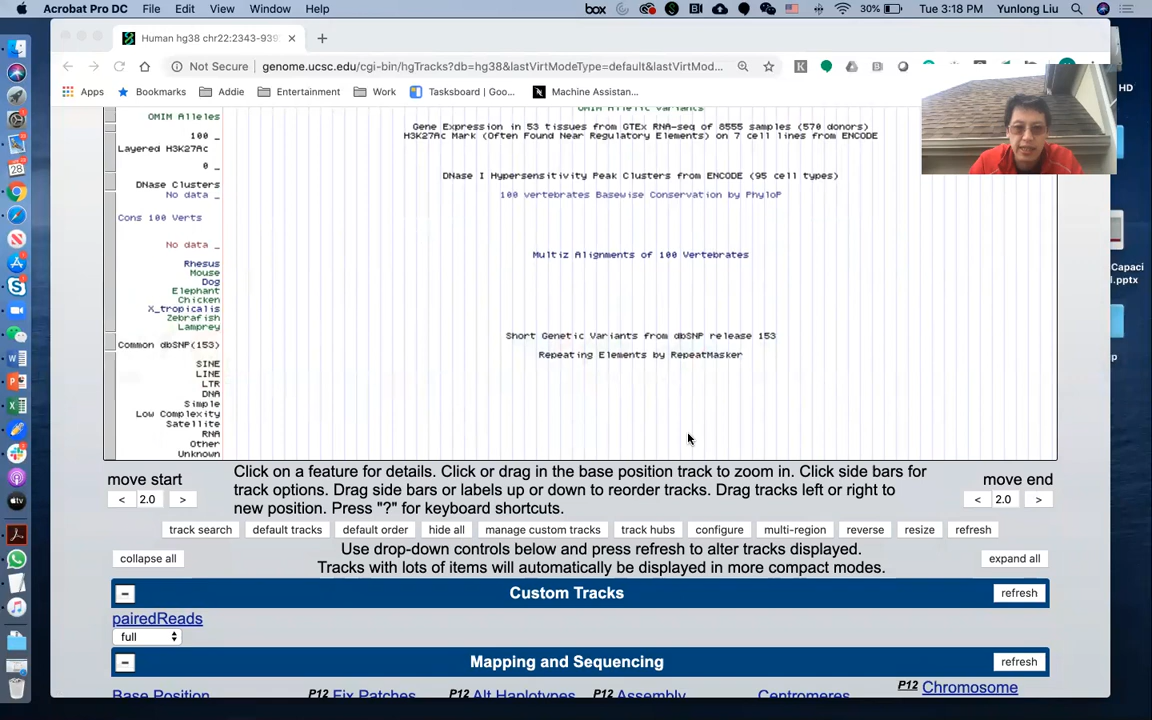 Acrobat Pro DC File Edit View Window Help box 30% Tue 3:18 PM Yunlong Liu
Human hg38 chr22:2343-939
Not Secure genome.ucsc.edu/cgi-bin/hgTracks?db=hg38&lastVirtModeType=default&lastVirtMod...
Apps Bookmarks Addie Entertainment Work Tasksboard | Goo... Machine Assistan...
HD
OMIM Allelic Variants
OMIM Alleles
Gene Expression in 53 tissues from GTEx RNA-seq of 8555 samples (570 donors)
100 _ H3K27Ac Mark (Often Found Near Regulatory Elements) on 7 cell lines from ENCODE
Layered H3K27Ac
0 _
DNase I Hypersensitivity Peak Clusters from ENCODE (95 cell types)
DNase Clusters
No data _ 100 vertebrates Basewise Conservation by PhyloP
Cons 100 Verts
No data _
Multiz Alignments of 100 Vertebrates
Rhesus
Mouse
Dog
Elephant
Chicken
X_tropicalis
Zebrafish
Lamprey
Short Genetic Variants from dbSNP release 153
Common dbSNP(153)
Repeating Elements by RepeatMasker
SINE
LINE
LTR
DNA
Simple
Low Complexity
Satellite
RNA
Other
Unknown
Capaci
l.pptx
move start
< 2.0 >
Click on a feature for details. Click or drag in the base position track to zoom in. Click side bars for
track options. Drag side bars or labels up or down to reorder tracks. Drag tracks left or right to
new position. Press "?" for keyboard shortcuts.
move end
< 2.0 >
track search default tracks default order hide all manage custom tracks track hubs configure multi-region reverse resize refresh
collapse all
Use drop-down controls below and press refresh to alter tracks displayed.
Tracks with lots of items will automatically be displayed in more compact modes.
expand all
- Custom Tracks refresh
pairedReads
full
- Mapping and Sequencing refresh
Base Position P12 Fix Patches P12 Alt Haplotypes P12 Assembly Centromeres P12 Chromosome